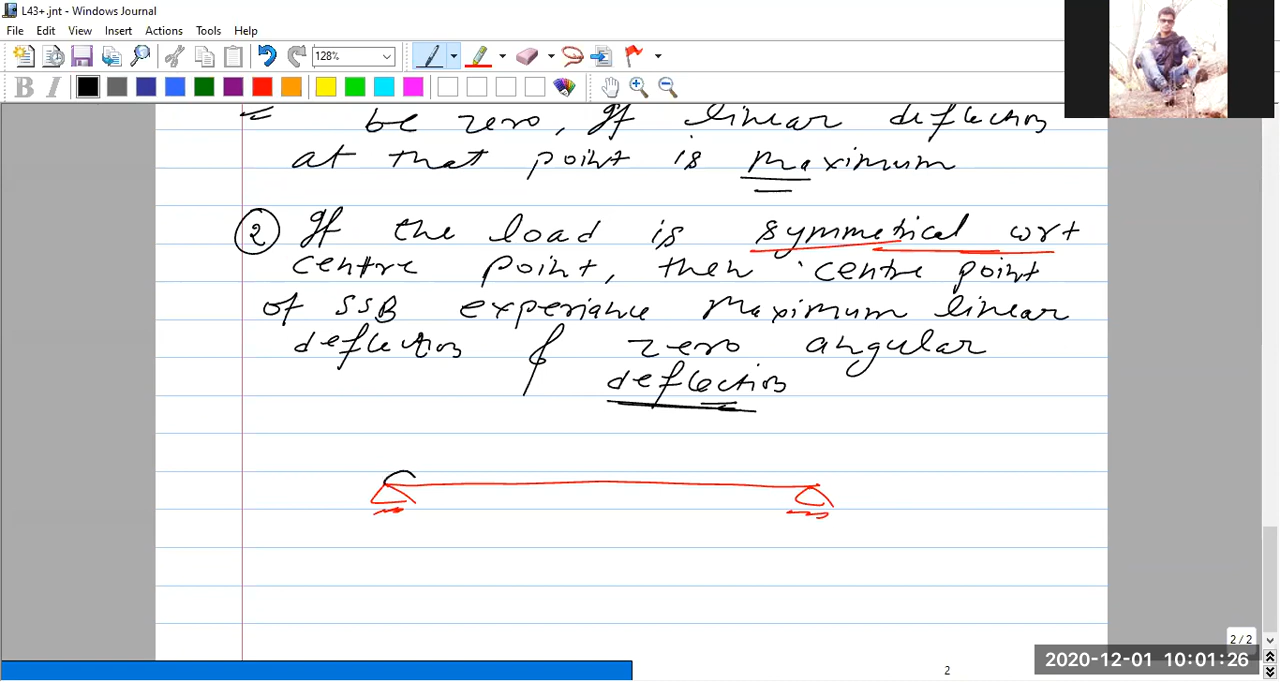 L43+.jnt - Windows Journal
File Edit View Insert Actions Tools Help
128%
B I
be zero, If linear deflection
at that point is maximum
2 If the load is symmetrical wrt
centre point, then centre point
of SSB experiance maximum linear
deflection & zero angular
deflection
2 / 2
2020-12-01 10:01:26
2